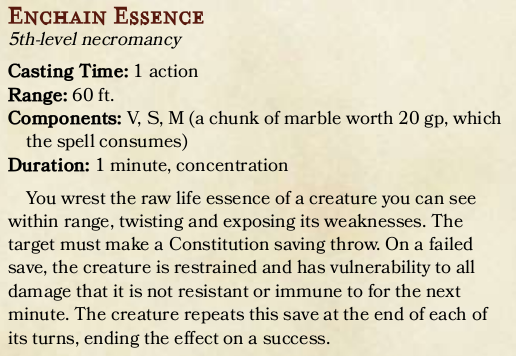 Enchain Essence
5th-level necromancy
Casting Time: 1 action
Range: 60 ft.
Components: V, S, M (a chunk of marble worth 20 gp, which
the spell consumes)
Duration: 1 minute, concentration
You wrest the raw life essence of a creature you can see
within range, twisting and exposing its weaknesses. The
target must make a Constitution saving throw. On a failed
save, the creature is restrained and has vulnerability to all
damage that it is not resistant or immune to for the next
minute. The creature repeats this save at the end of each of
its turns, ending the effect on a success.